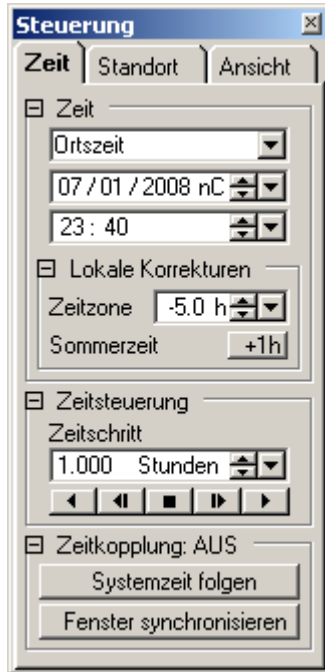 Steuerung
Zeit Standort Ansicht
Zeit
Ortszeit
07 / 01 / 2008 nC
23 : 40
Lokale Korrekturen
Zeitzone -5.0 h
Sommerzeit +1h
Zeitsteuerung
Zeitschritt
1.000 Stunden
Zeitkopplung: AUS
Systemzeit folgen
Fenster synchronisieren